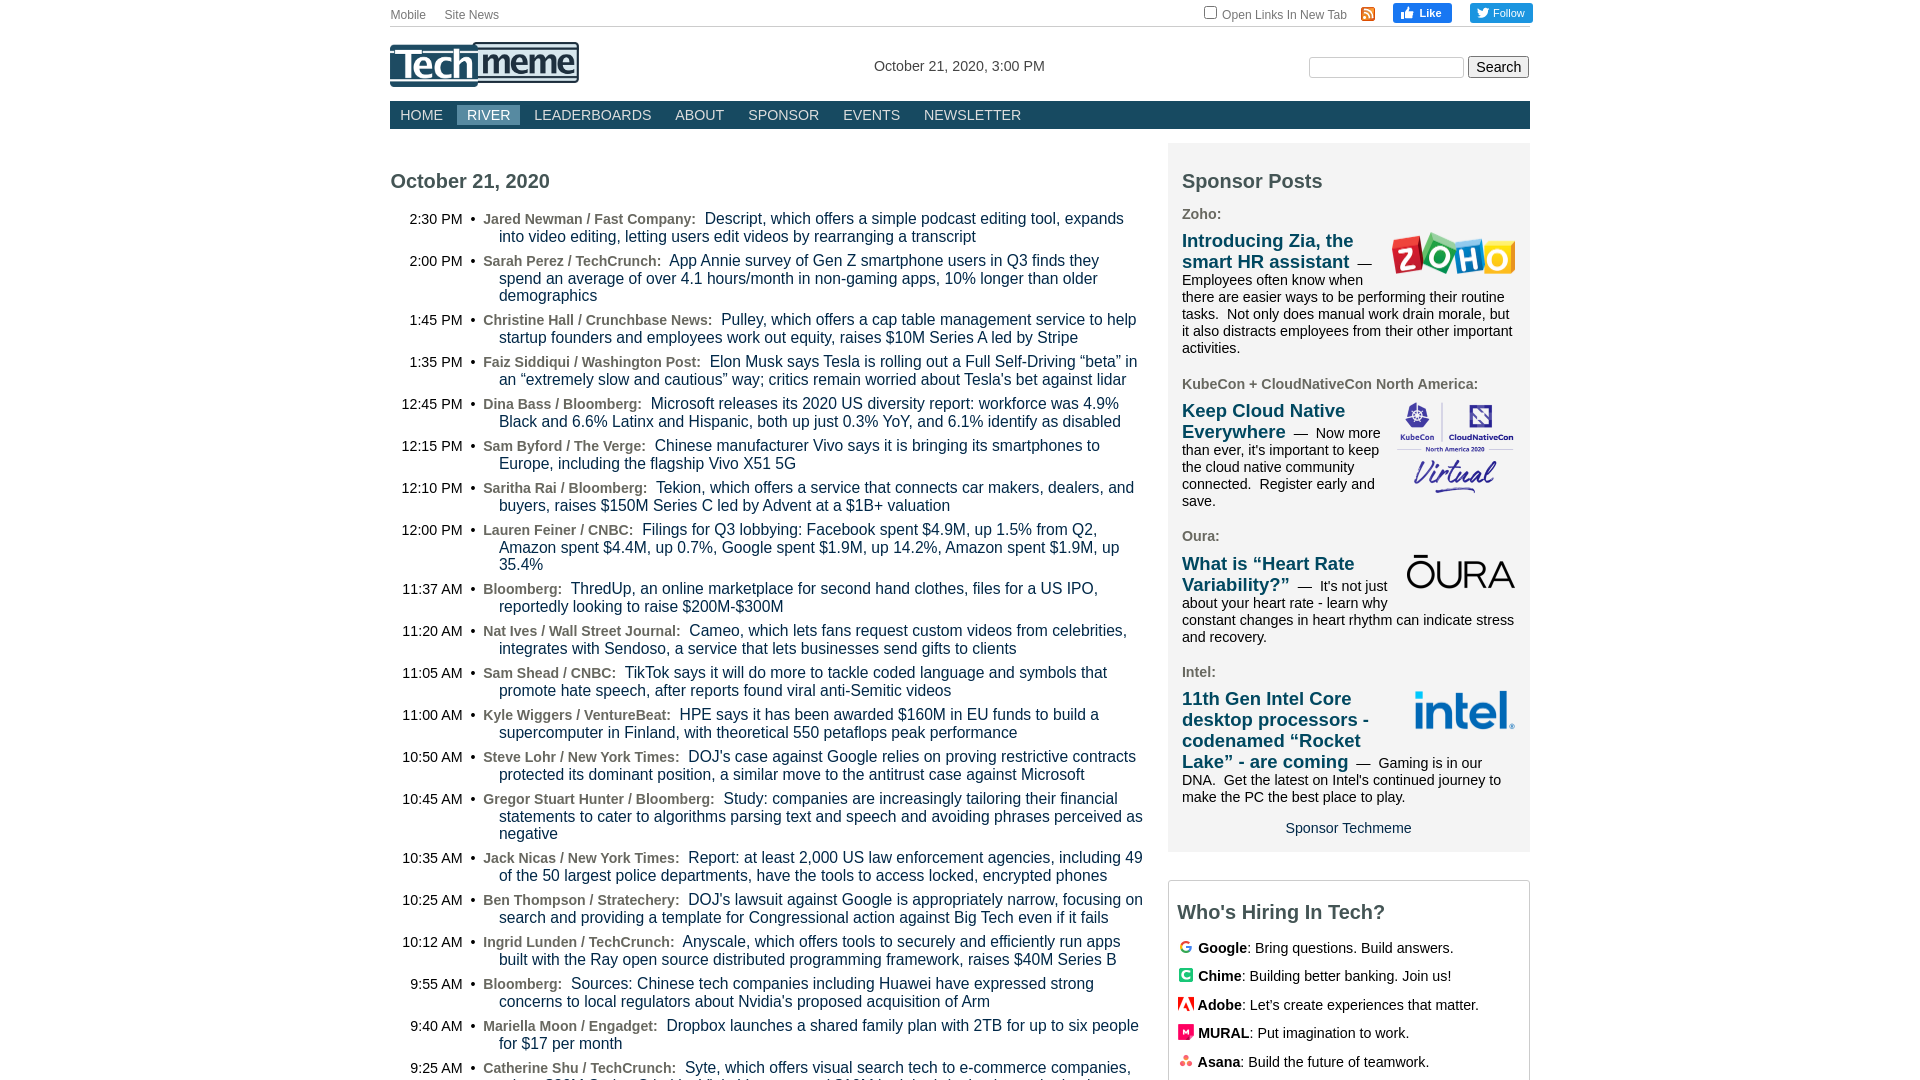 Mobile Site News Open Links In New Tab Like Follow
Techmeme October 21, 2020, 3:00 PM Search
HOME RIVER LEADERBOARDS ABOUT SPONSOR EVENTS NEWSLETTER
October 21, 2020
2:30 PM • Jared Newman / Fast Company: Descript, which offers a simple podcast editing tool, expands
into video editing, letting users edit videos by rearranging a transcript
2:00 PM • Sarah Perez / TechCrunch: App Annie survey of Gen Z smartphone users in Q3 finds they
spend an average of over 4.1 hours/month in non-gaming apps, 10% longer than older
demographics
1:45 PM • Christine Hall / Crunchbase News: Pulley, which offers a cap table management service to help
startup founders and employees work out equity, raises $10M Series A led by Stripe
1:35 PM • Faiz Siddiqui / Washington Post: Elon Musk says Tesla is rolling out a Full Self-Driving “beta” in
an “extremely slow and cautious” way; critics remain worried about Tesla's bet against lidar
12:45 PM • Dina Bass / Bloomberg: Microsoft releases its 2020 US diversity report: workforce was 4.9%
Black and 6.6% Latinx and Hispanic, both up just 0.3% YoY, and 6.1% identify as disabled
12:15 PM • Sam Byford / The Verge: Chinese manufacturer Vivo says it is bringing its smartphones to
Europe, including the flagship Vivo X51 5G
12:10 PM • Saritha Rai / Bloomberg: Tekion, which offers a service that connects car makers, dealers, and
buyers, raises $150M Series C led by Advent at a $1B+ valuation
12:00 PM • Lauren Feiner / CNBC: Filings for Q3 lobbying: Facebook spent $4.9M, up 1.5% from Q2,
Amazon spent $4.4M, up 0.7%, Google spent $1.9M, up 14.2%, Amazon spent $1.9M, up
35.4%
11:37 AM • Bloomberg: ThredUp, an online marketplace for second hand clothes, files for a US IPO,
reportedly looking to raise $200M-$300M
11:20 AM • Nat Ives / Wall Street Journal: Cameo, which lets fans request custom videos from celebrities,
integrates with Sendoso, a service that lets businesses send gifts to clients
11:05 AM • Sam Shead / CNBC: TikTok says it will do more to tackle coded language and symbols that
promote hate speech, after reports found viral anti-Semitic videos
11:00 AM • Kyle Wiggers / VentureBeat: HPE says it has been awarded $160M in EU funds to build a
supercomputer in Finland, with theoretical 550 petaflops peak performance
10:50 AM • Steve Lohr / New York Times: DOJ's case against Google relies on proving restrictive contracts
protected its dominant position, a similar move to the antitrust case against Microsoft
10:45 AM • Gregor Stuart Hunter / Bloomberg: Study: companies are increasingly tailoring their financial
statements to cater to algorithms parsing text and speech and avoiding phrases perceived as
negative
10:35 AM • Jack Nicas / New York Times: Report: at least 2,000 US law enforcement agencies, including 49
of the 50 largest police departments, have the tools to access locked, encrypted phones
10:25 AM • Ben Thompson / Stratechery: DOJ's lawsuit against Google is appropriately narrow, focusing on
search and providing a template for Congressional action against Big Tech even if it fails
10:12 AM • Ingrid Lunden / TechCrunch: Anyscale, which offers tools to securely and efficiently run apps
built with the Ray open source distributed programming framework, raises $40M Series B
9:55 AM • Bloomberg: Sources: Chinese tech companies including Huawei have expressed strong
concerns to local regulators about Nvidia's proposed acquisition of Arm
9:40 AM • Mariella Moon / Engadget: Dropbox launches a shared family plan with 2TB for up to six people
for $17 per month
9:25 AM • Catherine Shu / TechCrunch: Syte, which offers visual search tech to e-commerce companies,
Sponsor Posts
Zoho:
Introducing Zia, the
smart HR assistant —
ZOHO
Employees often know when
there are easier ways to be performing their routine
tasks. Not only does manual work drain morale, but
it also distracts employees from their other important
activities.
KubeCon + CloudNativeCon North America:
Keep Cloud Native
Everywhere — Now more
than ever, it's important to keep
the cloud native community
connected. Register early and
save.
KubeCon CloudNativeCon
North America 2020
Virtual
Oura:
What is “Heart Rate
Variability?” — It's not just
about your heart rate - learn why
constant changes in heart rhythm can indicate stress
and recovery.
ŌURA
Intel:
11th Gen Intel Core
desktop processors -
codenamed “Rocket
Lake” - are coming — Gaming is in our
DNA. Get the latest on Intel's continued journey to
make the PC the best place to play.
intel®
Sponsor Techmeme
Who's Hiring In Tech?
Google: Bring questions. Build answers.
Chime: Building better banking. Join us!
Adobe: Let’s create experiences that matter.
MURAL: Put imagination to work.
Asana: Build the future of teamwork.